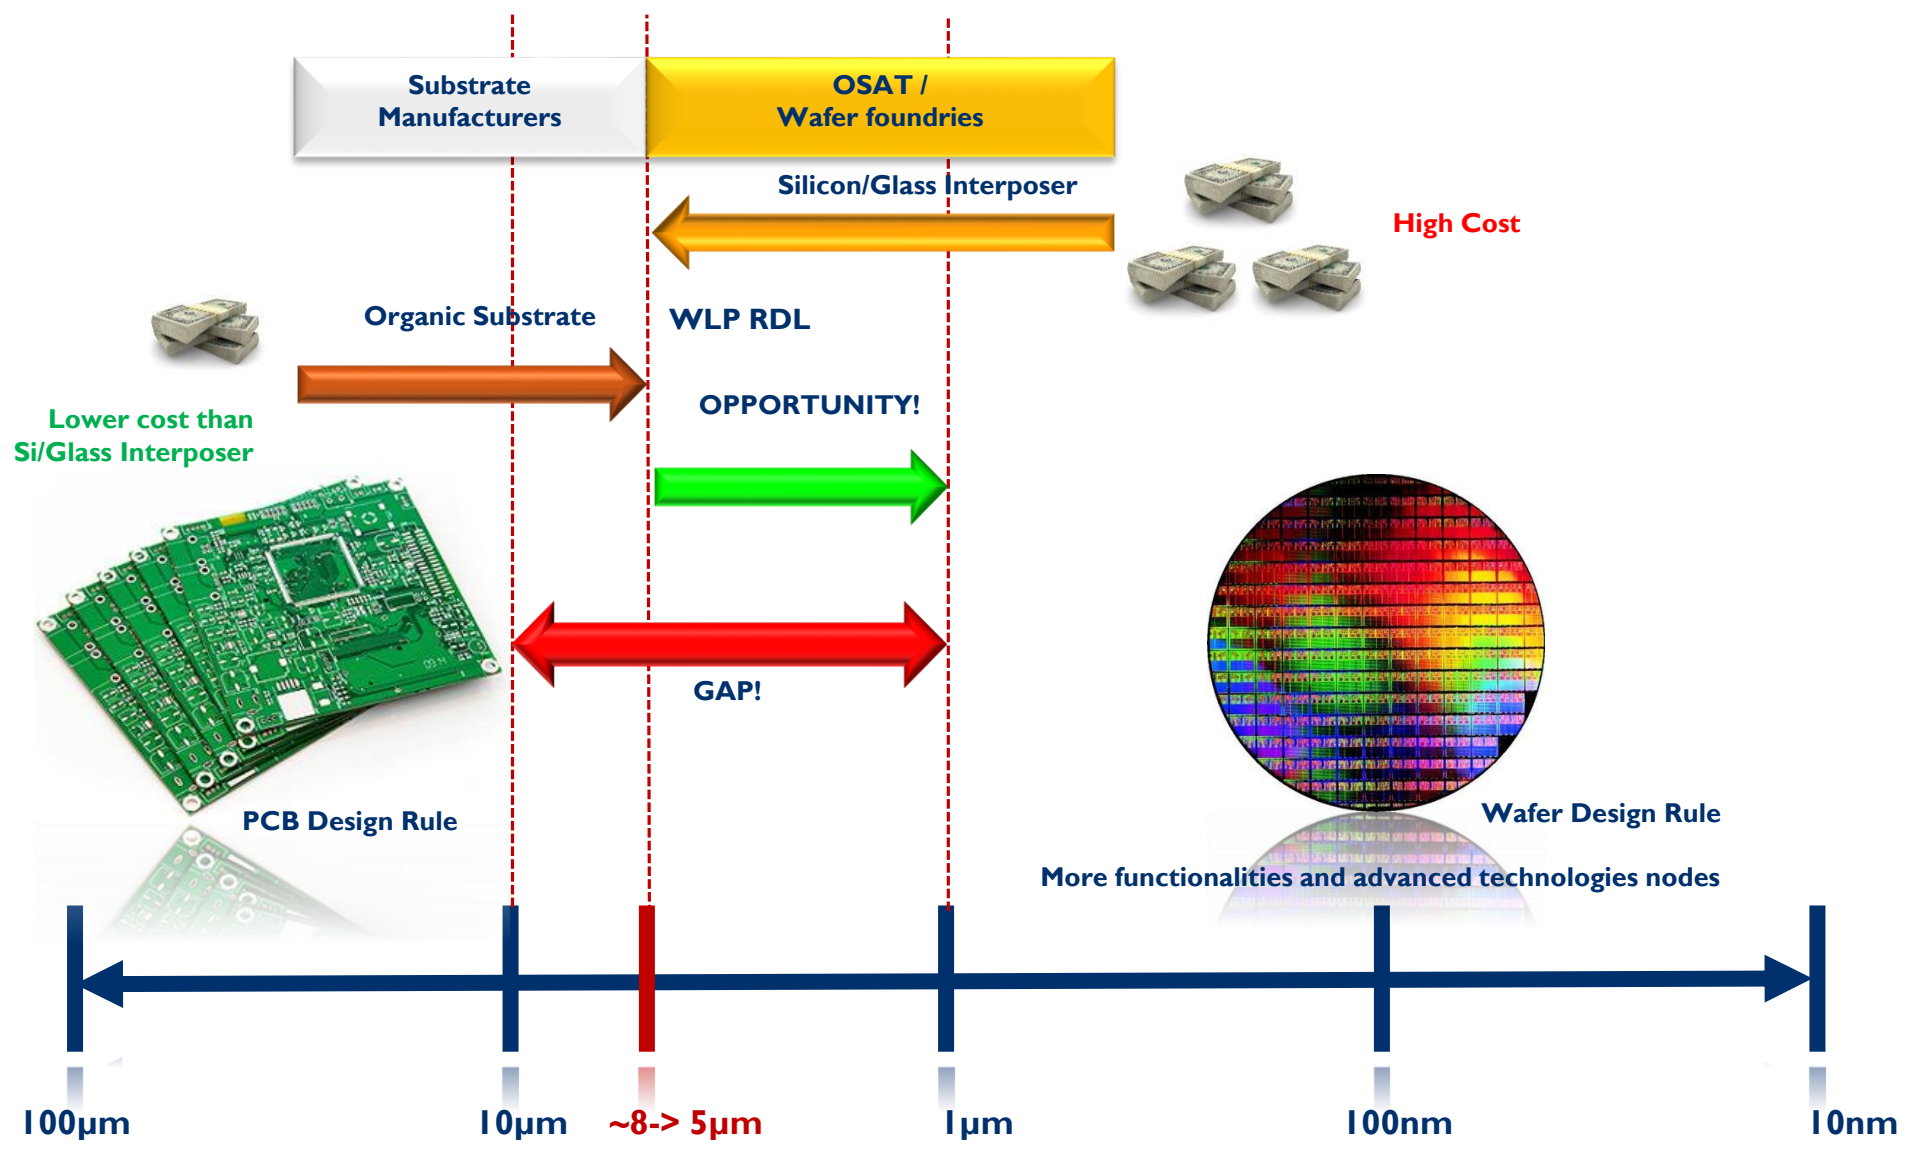 Substrate
Manufacturers
OSAT /
Wafer foundries
Silicon/Glass Interposer
High Cost
Organic Substrate
WLP RDL
OPPORTUNITY!
Lower cost than
Si/Glass Interposer
GAP!
PCB Design Rule
Wafer Design Rule
More functionalities and advanced technologies nodes
100µm
10µm
~8-> 5µm
1µm
100nm
10nm